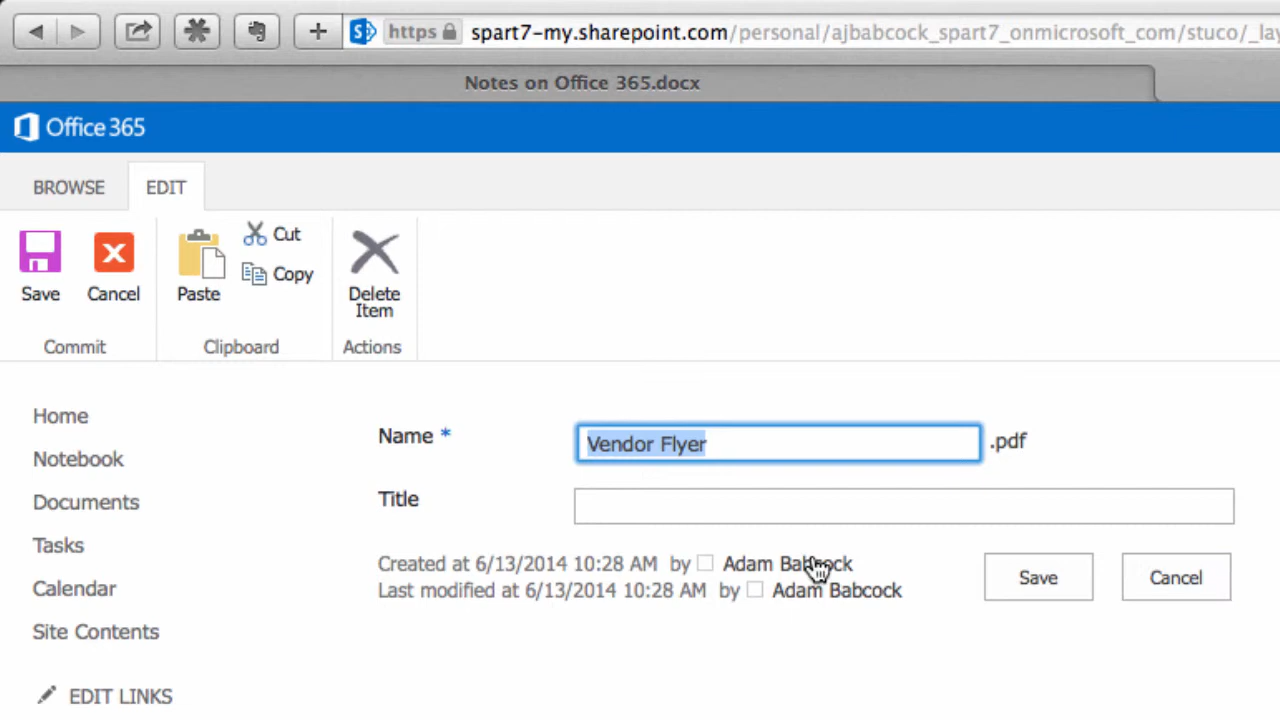 https spart7-my.sharepoint.com/personal/ajbabcock_spart7_onmicrosoft_com/stuco/_lay
Notes on Office 365.docx
Office 365
BROWSE EDIT
Save Cancel Paste Cut Copy Delete Item
Commit Clipboard Actions
Home
Notebook
Documents
Tasks
Calendar
Site Contents
EDIT LINKS
Name * Vendor Flyer .pdf
Title
Created at 6/13/2014 10:28 AM by Adam Babcock
Last modified at 6/13/2014 10:28 AM by Adam Babcock
Save Cancel